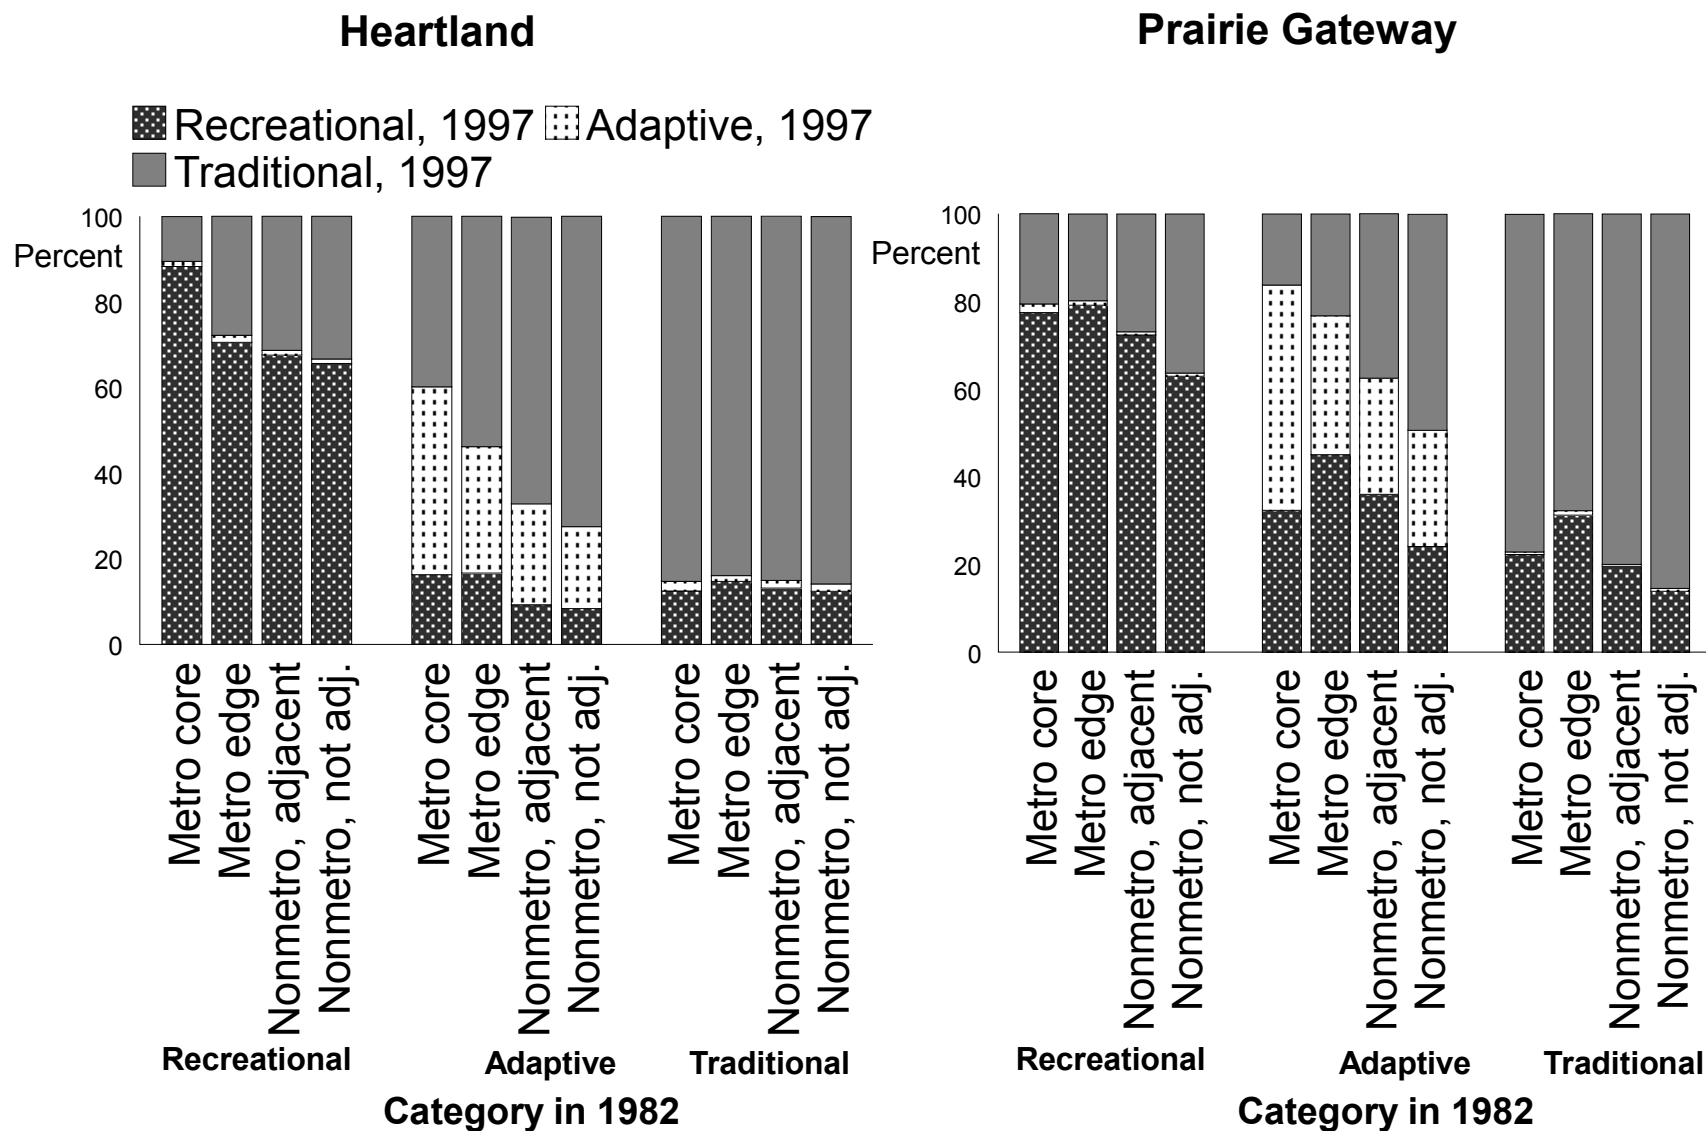 Heartland
Recreational, 1997 Adaptive, 1997
Traditional, 1997
100
Percent
80
60
40
20
0
Metro core
Metro edge
Nonmetro, adjacent
Nonmetro, not adj.
Metro core
Metro edge
Nonmetro, adjacent
Nonmetro, not adj.
Metro core
Metro edge
Nonmetro, adjacent
Nonmetro, not adj.
Recreational
Adaptive
Traditional
Category in 1982
Prairie Gateway
100
Percent
80
60
40
20
0
Metro core
Metro edge
Nonmetro, adjacent
Nonmetro, not adj.
Metro core
Metro edge
Nonmetro, adjacent
Nonmetro, not adj.
Metro core
Metro edge
Nonmetro, adjacent
Nonmetro, not adj.
Recreational
Adaptive
Traditional
Category in 1982